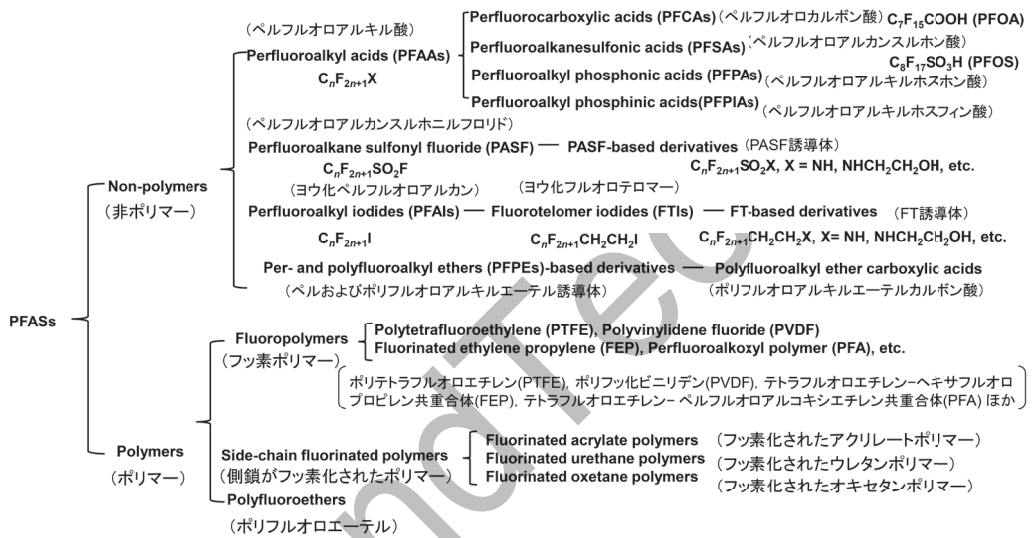 (ペルフルオロアルキル酸)
Perfluoroalkyl acids (PFAAs)
CnF2n+1X
Perfluorocarboxylic acids (PFCAs) (ペルフルオロカルボン酸) C7F15COOH (PFOA)
Perfluoroalkanesulfonic acids (PFSAs) (ペルフルオロアルカンスルホン酸)
C8F17SO3H (PFOS)
Perfluoroalkyl phosphonic acids (PFPAs) (ペルフルオロアルキルホスホン酸)
Perfluoroalkyl phosphinic acids(PFPIAs) (ペルフルオロアルキルホスフィン酸)
(ペルフルオロアルカンスルホニルフロリド)
Perfluoroalkane sulfonyl fluoride (PASF) — PASF-based derivatives (PASF誘導体)
CnF2n+1SO2F CnF2n+1SO2X, X = NH, NHCH2CH2OH, etc.
Non-polymers
(非ポリマー)
(ヨウ化ペルフルオロアルカン) (ヨウ化フルオロテロマー)
Perfluoroalkyl iodides (PFAIs) — Fluorotelomer iodides (FTIs) — FT-based derivatives (FT誘導体)
CnF2n+1I CnF2n+1CH2CH2I CnF2n+1CH2CH2X, X= NH, NHCH2CH2OH, etc.
Per- and polyfluoroalkyl ethers (PFPEs)-based derivatives — Polyfluoroalkyl ether carboxylic acids
(ペルおよびポリフルオロアルキルエーテル誘導体) (ポリフルオロアルキルエーテルカルボン酸)
PFASs
Fluoropolymers
(フッ素ポリマー)
Polytetrafluoroethylene (PTFE), Polyvinylidene fluoride (PVDF)
Fluorinated ethylene propylene (FEP), Perfluoroalkoxyl polymer (PFA), etc.
ポリテトラフルオロエチレン(PTFE), ポリフッ化ビニリデン(PVDF), テトラフルオロエチレン−ヘキサフルオロ
プロピレン共重合体(FEP), テトラフルオロエチレン− ペルフルオロアルコキシエチレン共重合体(PFA) ほか
Polymers
(ポリマー)
Side-chain fluorinated polymers
(側鎖がフッ素化されたポリマー)
Fluorinated acrylate polymers (フッ素化されたアクリレートポリマー)
Fluorinated urethane polymers (フッ素化されたウレタンポリマー)
Fluorinated oxetane polymers (フッ素化されたオキセタンポリマー)
Polyfluoroethers
(ポリフルオロエーテル)
ndTec